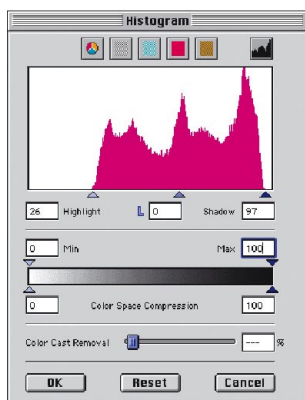 Histogram
26 Highlight L 0 Shadow 97
0 Min Max 100
0 Color Space Compression 100
Color Cast Removal --- %
OK Reset Cancel